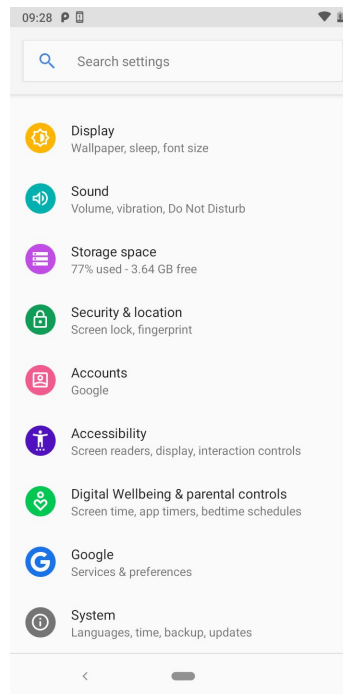 09:28
Search settings
Display
Wallpaper, sleep, font size
Sound
Volume, vibration, Do Not Disturb
Storage space
77% used - 3.64 GB free
Security & location
Screen lock, fingerprint
Accounts
Google
Accessibility
Screen readers, display, interaction controls
Digital Wellbeing & parental controls
Screen time, app timers, bedtime schedules
Google
Services & preferences
System
Languages, time, backup, updates